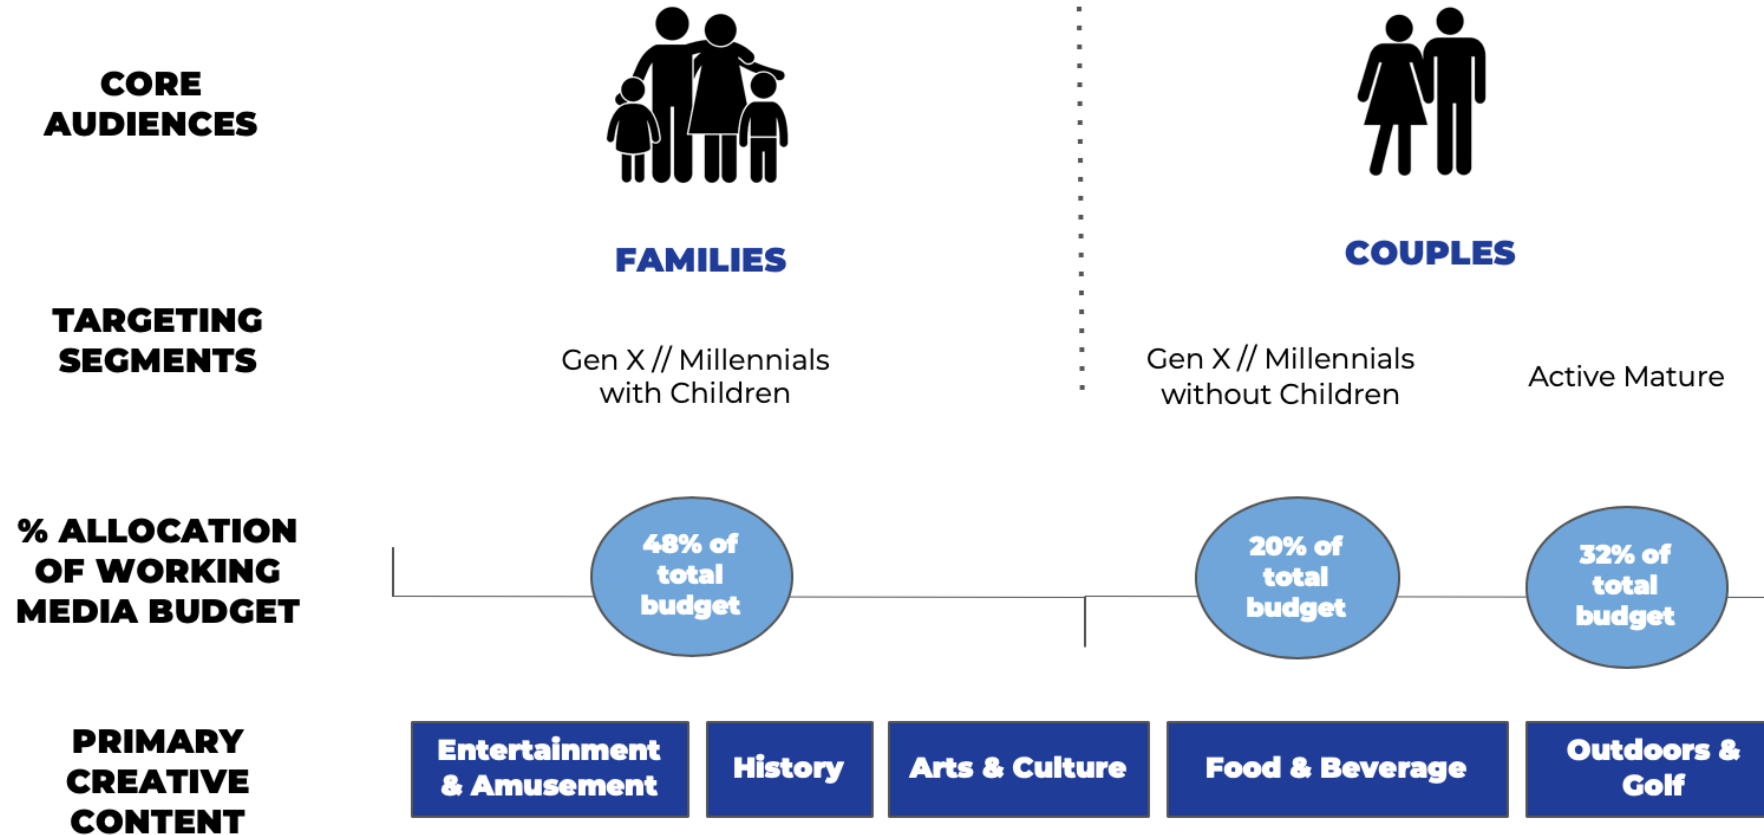 CORE
AUDIENCES
FAMILIES
COUPLES
TARGETING
SEGMENTS
Gen X // Millennials
with Children
Gen X // Millennials
without Children
Active Mature
% ALLOCATION
OF WORKING
MEDIA BUDGET
48% of
total
budget
20% of
total
budget
32% of
total
budget
PRIMARY
CREATIVE
CONTENT
Entertainment
& Amusement
History
Arts & Culture
Food & Beverage
Outdoors &
Golf